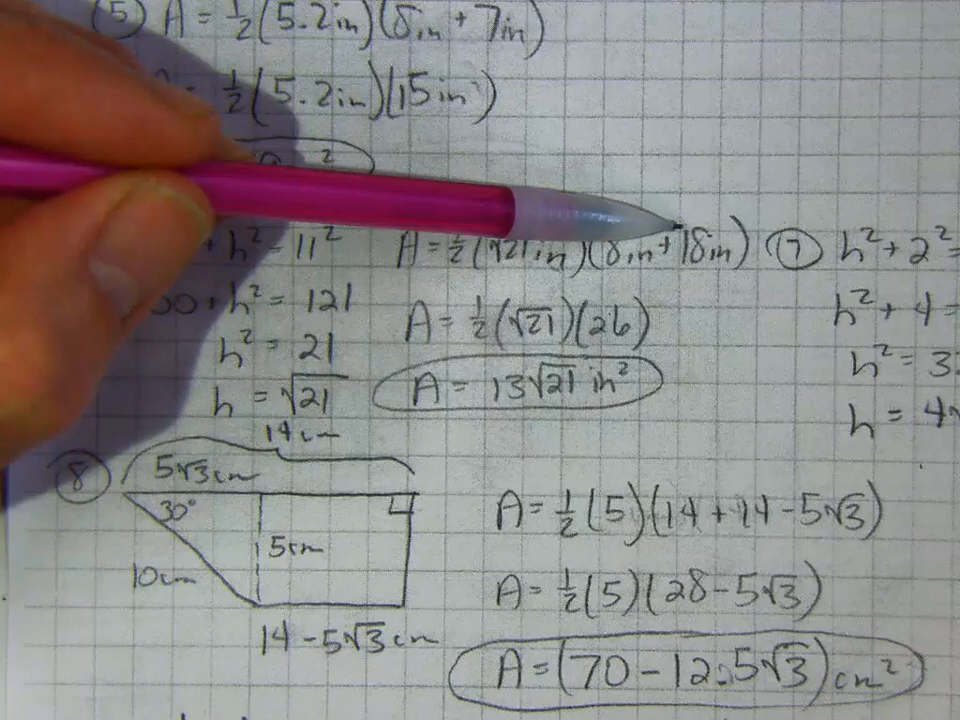 5 A = 1/2 (5.2in)(8in + 7in)
1/2 (5.2in)(15in)
2
+ h² = 11²
+ h² = 121
h² = 21
h = √21
A = 1/2 (√21 in)(8in + 18in)
A = 1/2 (√21)(26)
A = 13√21 in²
7 h² + 2² =
h² + 4 =
h² = 3
h = 4√
8
14cm
5√3cm
30°
5cm
10cm
14 - 5√3 cm
A = 1/2 (5)(14 + 14 - 5√3)
A = 1/2 (5)(28 - 5√3)
A = (70 - 12.5√3) cm²